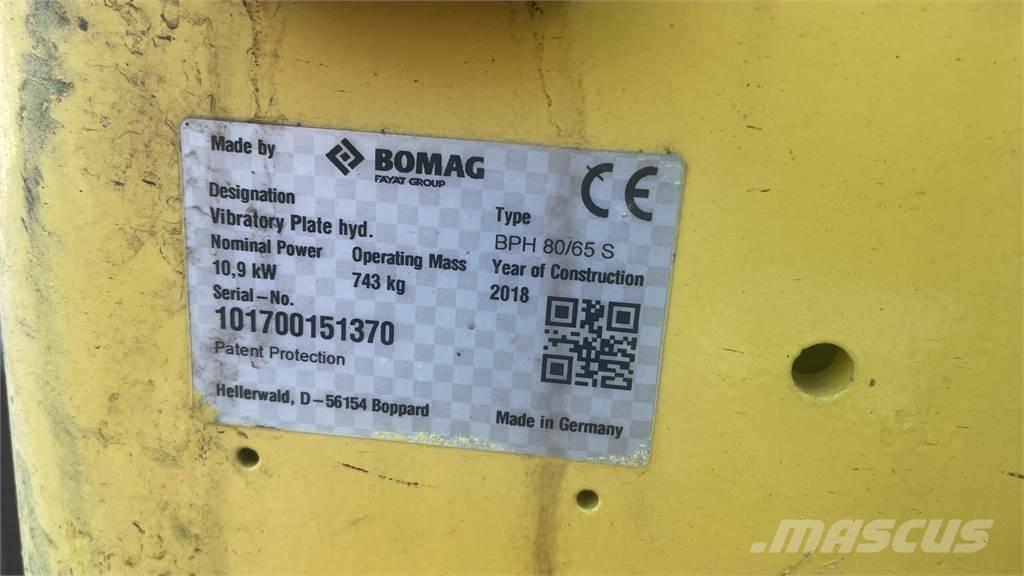 Made by BOMAG
FAYAT GROUP
CE
Designation
Vibratory Plate hyd.
Type
BPH 80/65 S
Nominal Power
10,9 kW
Operating Mass
743 kg
Year of Construction
2018
Serial-No.
101700151370
Patent Protection
Hellerwald, D-56154 Boppard
Made in Germany
MASCUS